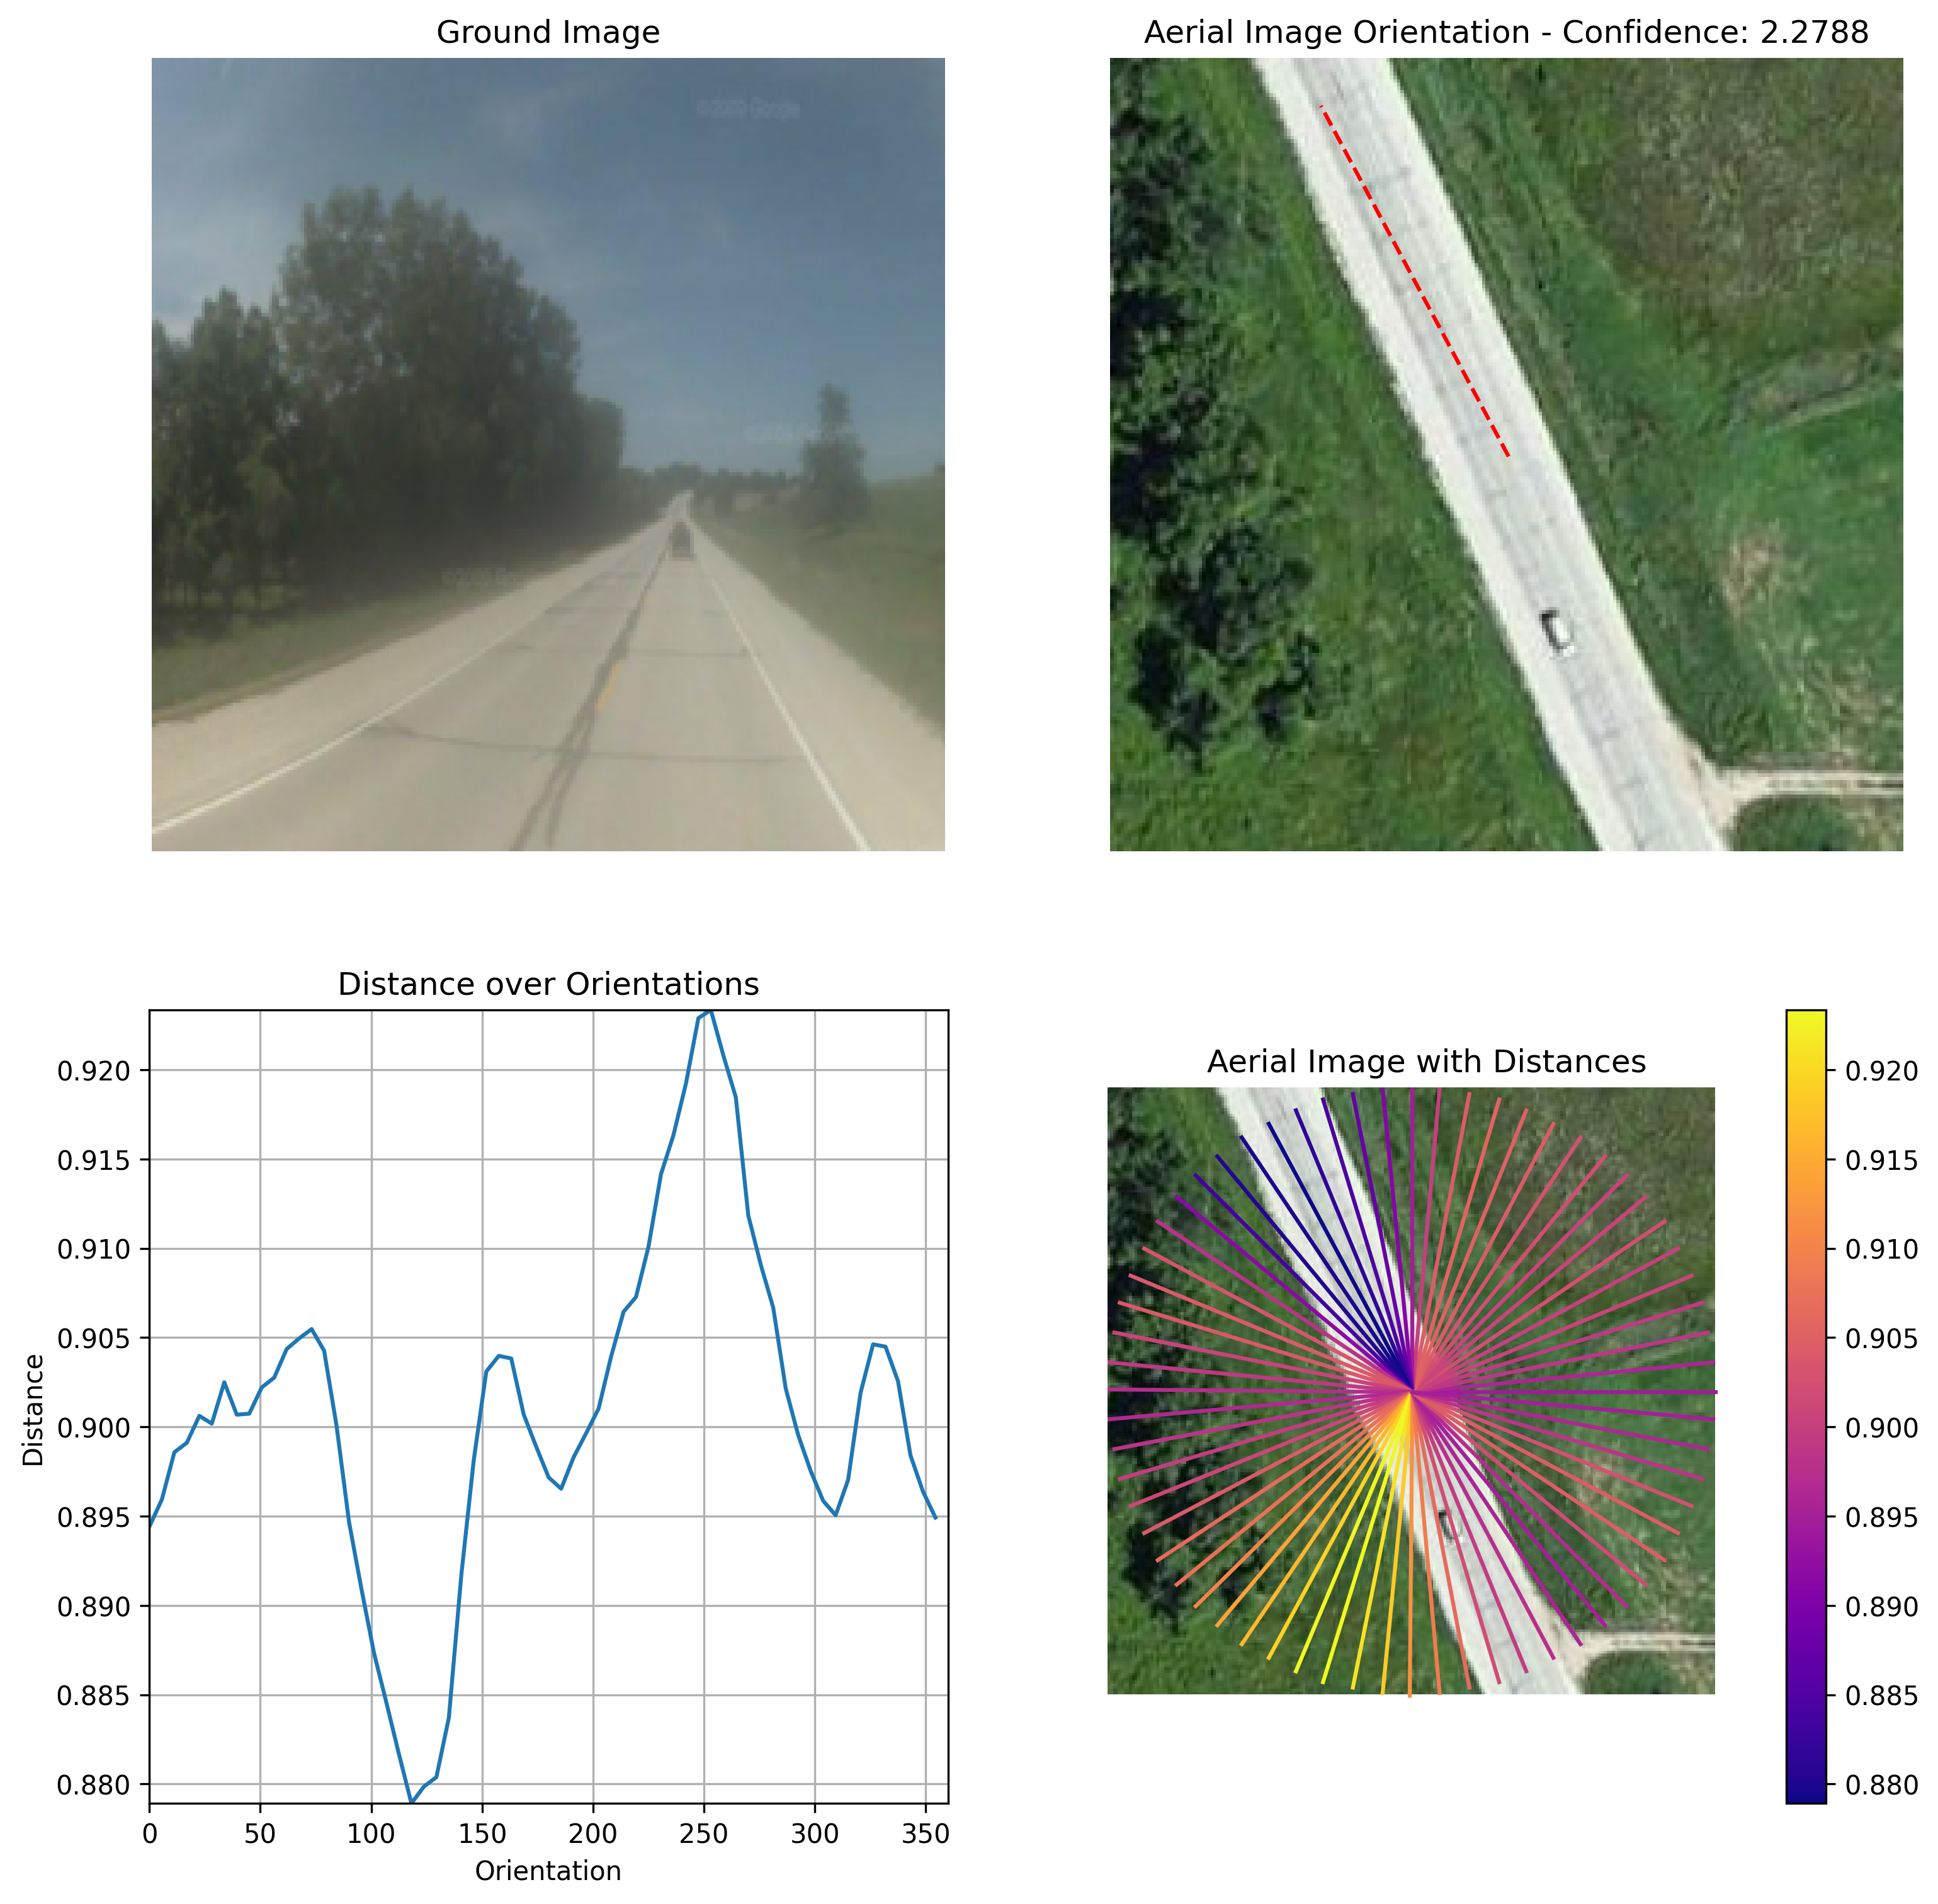 Ground Image
©2009 Google
Aerial Image Orientation - Confidence: 2.2788
Distance over Orientations
Distance
0.920
0.915
0.910
0.905
0.900
0.895
0.890
0.885
0.880
0 50 100 150 200 250 300 350
Orientation
Aerial Image with Distances
0.920
0.915
0.910
0.905
0.900
0.895
0.890
0.885
0.880